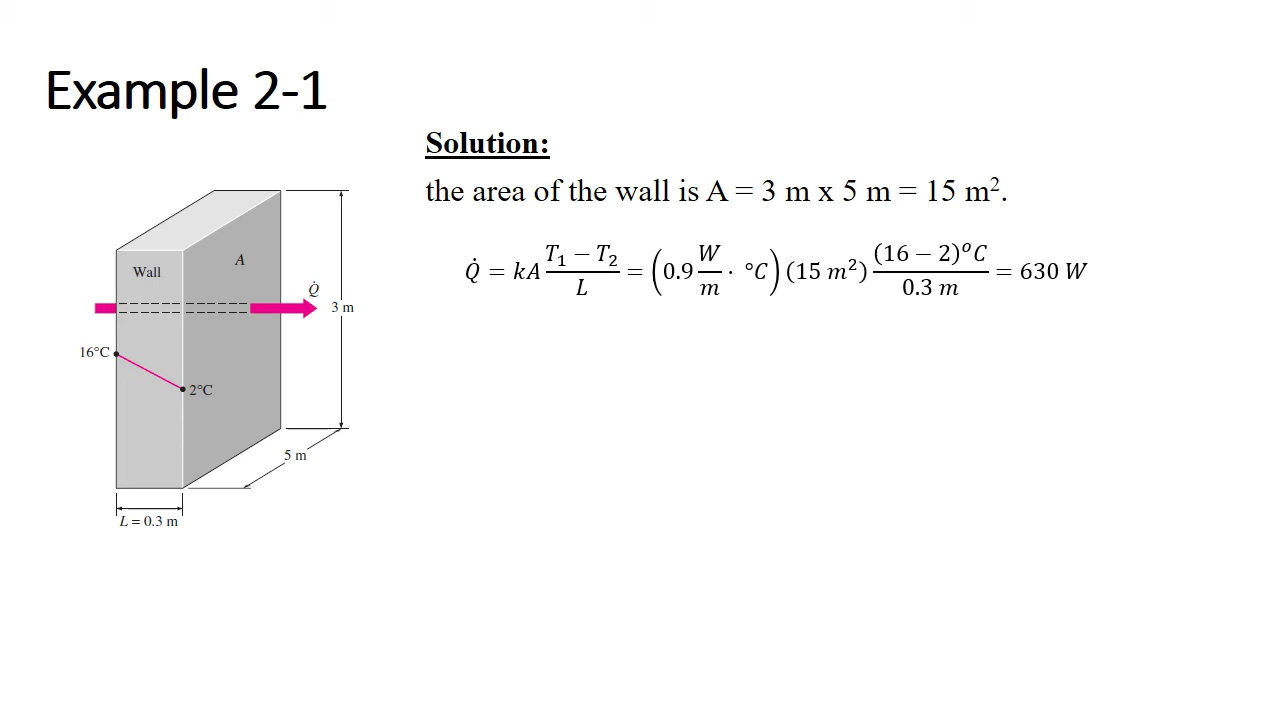 Example 2-1
Solution:
the area of the wall is A = 3 m x 5 m = 15 m².
Q̇ = kA (T₁ − T₂)/L = (0.9 W/m · °C) (15 m²) (16 − 2)°C/0.3 m = 630 W
Wall
A
Q̇
3 m
16°C
2°C
5 m
L = 0.3 m